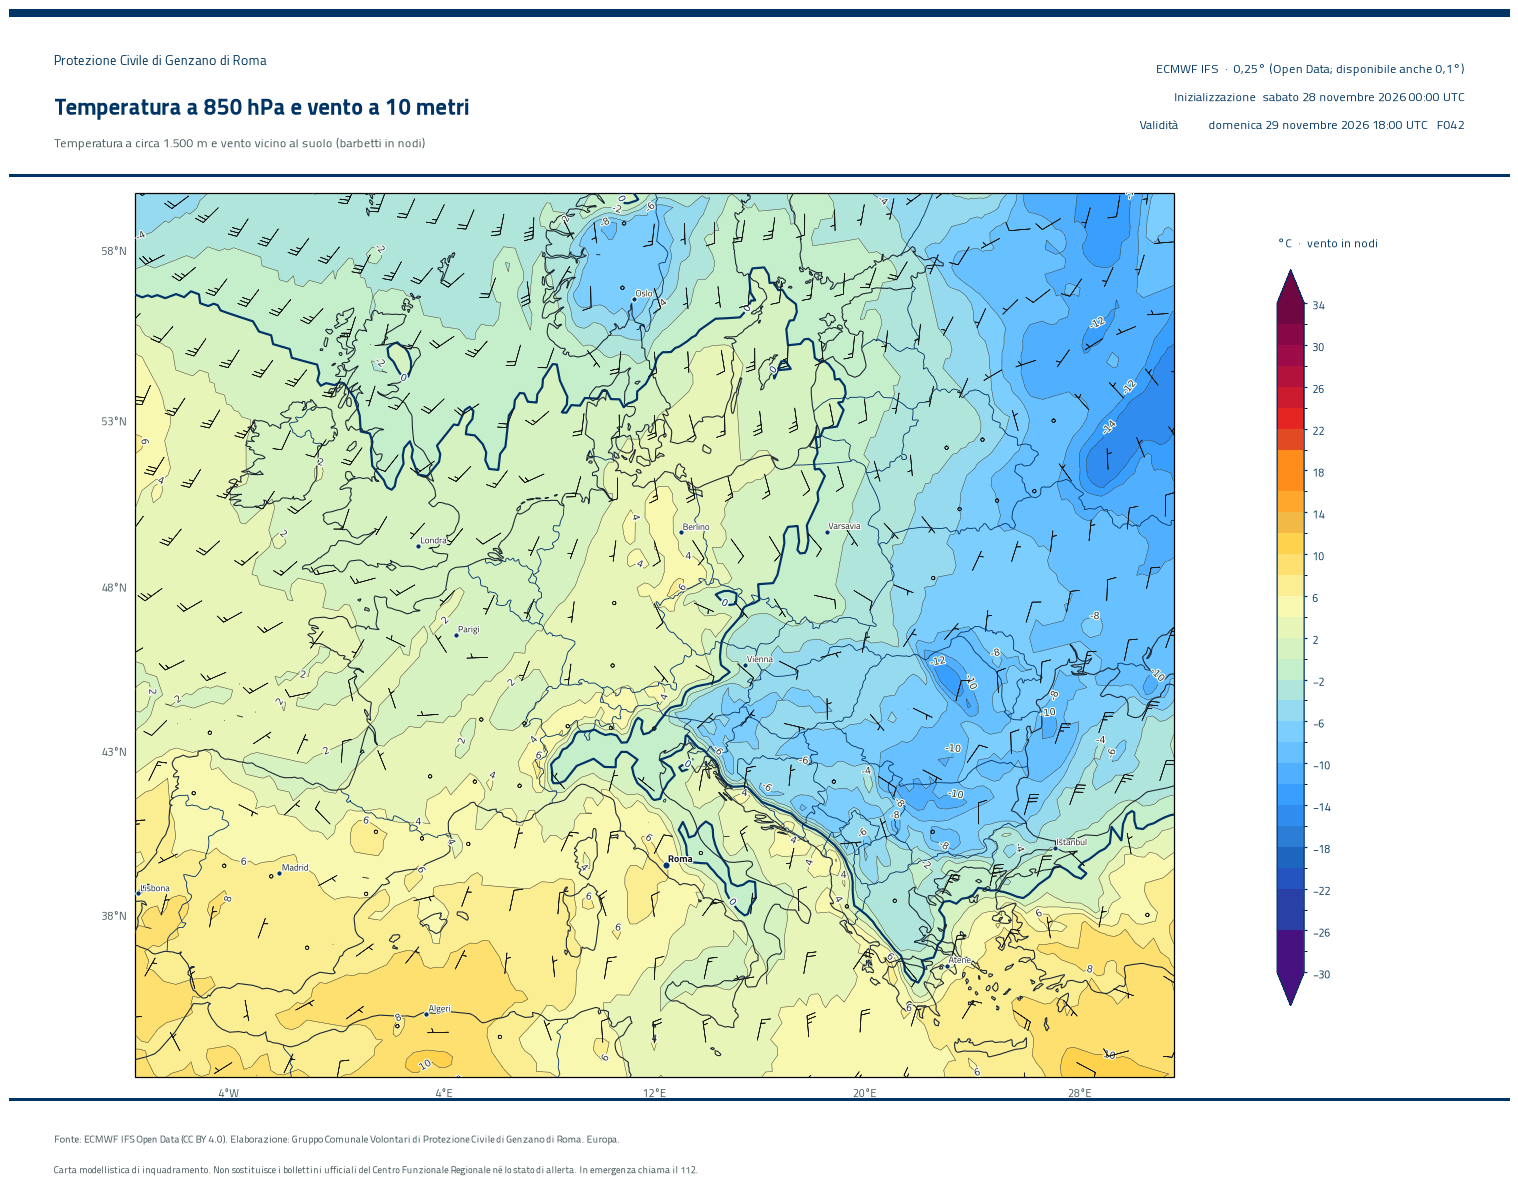 Protezione Civile di Genzano di Roma
Temperatura a 850 hPa e vento a 10 metri
Temperatura a circa 1.500 m e vento vicino al suolo (barbetti in nodi)
ECMWF IFS · 0,25° (Open Data; disponibile anche 0,1°)
Inizializzazione sabato 28 novembre 2026 00:00 UTC
Validità domenica 29 novembre 2026 18:00 UTC F042
°C · vento in nodi
34
30
26
22
18
14
10
6
2
−2
−6
−10
−14
−18
−22
−26
−30
58°N
53°N
48°N
43°N
38°N
4°W
4°E
12°E
20°E
28°E
Oslo
Londra
Berlino
Varsavia
Parigi
Vienna
Madrid
Lisbona
Roma
Istanbul
Atene
Algeri
Fonte: ECMWF IFS Open Data (CC BY 4.0). Elaborazione: Gruppo Comunale Volontari di Protezione Civile di Genzano di Roma. Europa.
Carta modellistica di inquadramento. Non sostituisce i bollettini ufficiali del Centro Funzionale Regionale né lo stato di allerta. In emergenza chiama il 112.